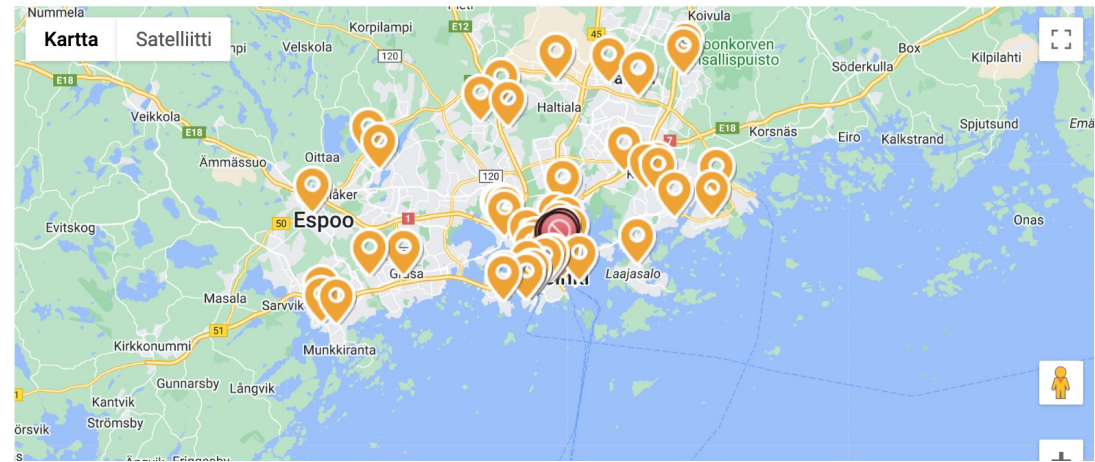 Nummela
Koivula
Korpilampi
E12
45
Kartta
Satelliitti
Velskola
120
Box
Kilpilahti
Söderkulla
E18
Haltiala
Veikkola
E18
7
E18
Korsnäs
Spjutsund
Eiro
Kalkstrand
Ämmässuo
Oittaa
120
50
Espoo
1
Evitskog
Onas
Laajasalo
Masala
Sarvvik
51
Kirkkonummi
Munkkiranta
Gunnarsby
Långvik
1
Kantvik
Strömsby